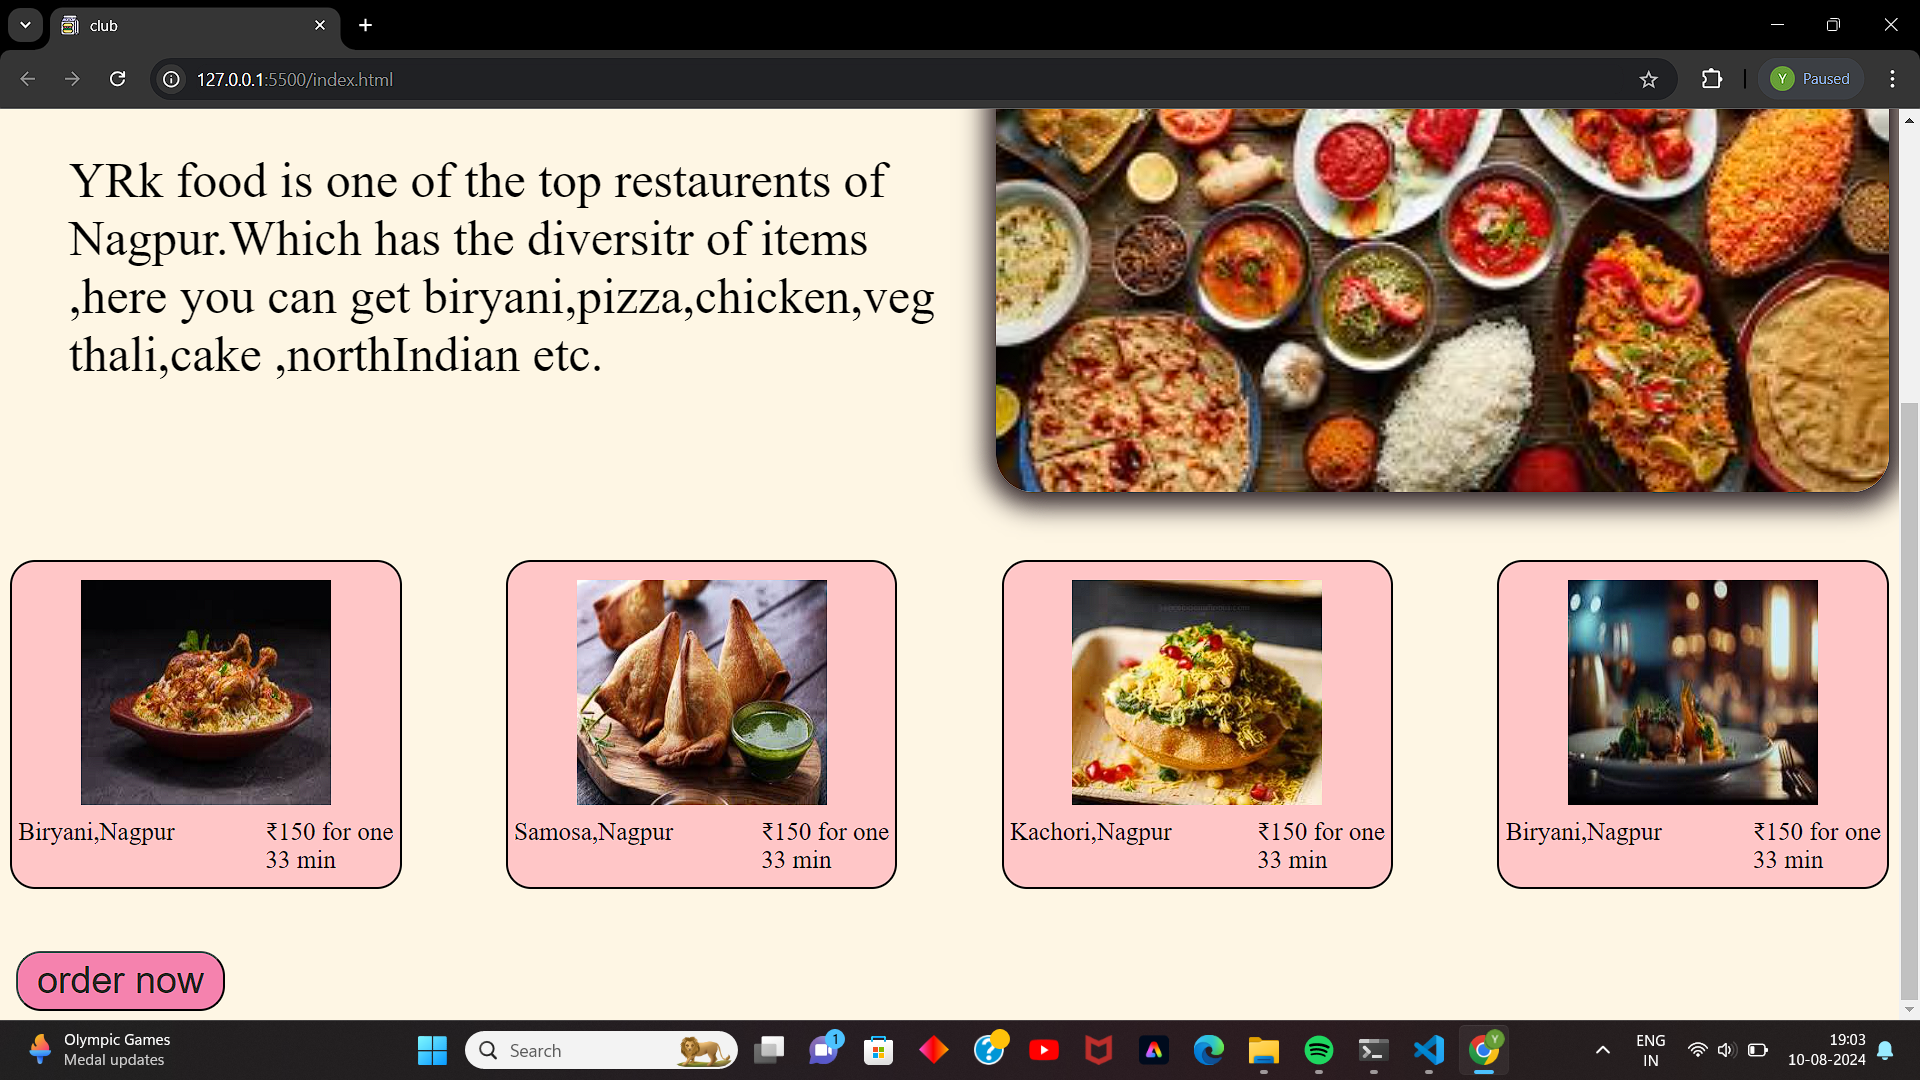 club
127.0.0.1:5500/index.html
Y Paused
YRk food is one of the top restaurents of
Nagpur.Which has the diversitr of items
,here you can get biryani,pizza,chicken,veg
thali,cake ,northIndian etc.
Biryani,Nagpur ₹150 for one
33 min
Samosa,Nagpur ₹150 for one
33 min
Kachori,Nagpur ₹150 for one
33 min
Biryani,Nagpur ₹150 for one
33 min
order now
Olympic Games
Medal updates
Search
1
Y
ENG
IN
19:03
10-08-2024